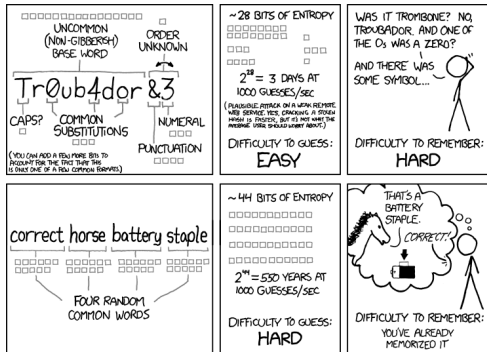 UNCOMMON
(NON-GIBBERISH)
BASE WORD
ORDER
UNKNOWN
Tr0ub4dor &3
CAPS?
COMMON
SUBSTITUTIONS
NUMERAL
PUNCTUATION
(YOU CAN ADD A FEW MORE BITS TO
ACCOUNT FOR THE FACT THAT THIS
IS ONLY ONE OF A FEW COMMON FORMATS.)
~28 BITS OF ENTROPY
2²⁸ = 3 DAYS AT
1000 GUESSES/SEC
(PLAUSIBLE ATTACK ON A WEAK REMOTE
WEB SERVICE. YES, CRACKING A STOLEN
HASH IS FASTER, BUT IT'S NOT WHAT THE
AVERAGE USER SHOULD WORRY ABOUT.)
DIFFICULTY TO GUESS:
EASY
WAS IT TROMBONE? NO,
TROUBADOR. AND ONE OF
THE Os WAS A ZERO?
AND THERE WAS
SOME SYMBOL...
DIFFICULTY TO REMEMBER:
HARD
correct horse battery staple
FOUR RANDOM
COMMON WORDS
~44 BITS OF ENTROPY
2⁴⁴ = 550 YEARS AT
1000 GUESSES/SEC
DIFFICULTY TO GUESS:
HARD
THAT'S A
BATTERY
STAPLE.
CORRECT!
DIFFICULTY TO REMEMBER:
YOU'VE ALREADY
MEMORIZED IT